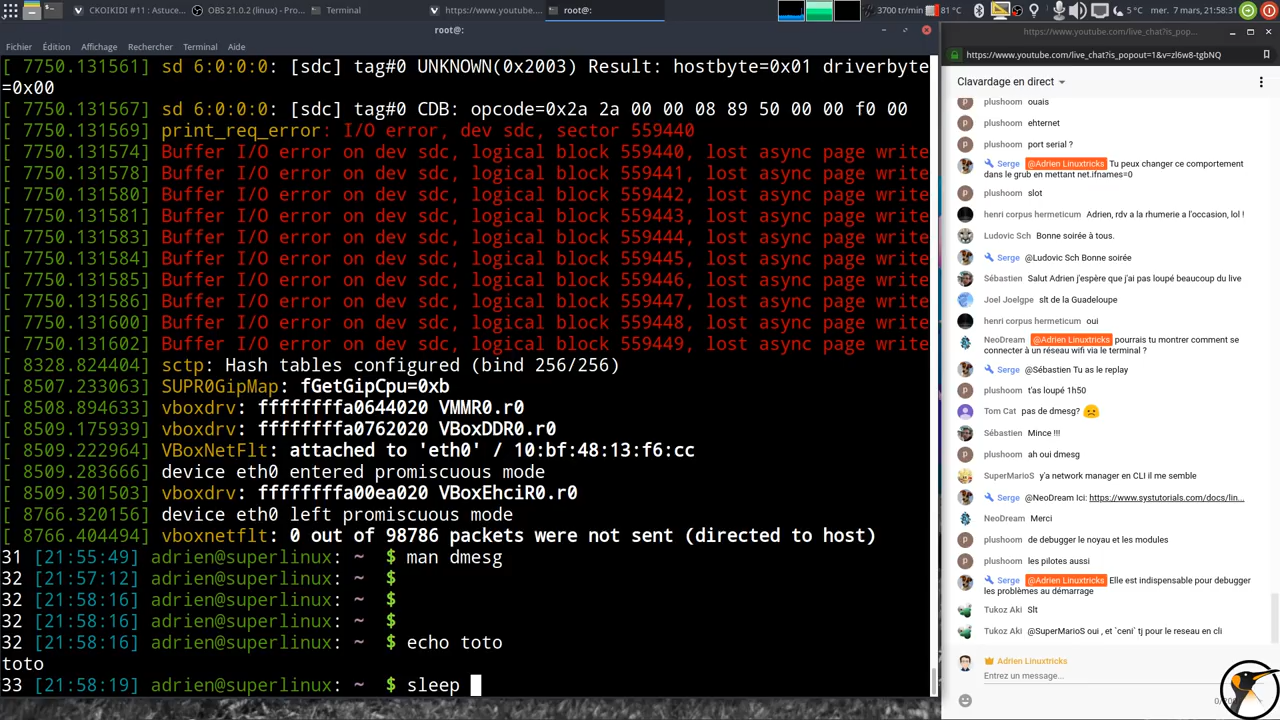 CKOIKIDI #11 : Astuce...
OBS 21.0.2 (linux) - Pro...
Terminal
https://www.youtube....
root@:
3700 tr/min
81 °C
5 °C
mer. 7 mars, 21:58:31
root@:
Fichier Édition Affichage Rechercher Terminal Aide
[ 7750.131561] sd 6:0:0:0: [sdc] tag#0 UNKNOWN(0x2003) Result: hostbyte=0x01 driverbyte
=0x00
[ 7750.131567] sd 6:0:0:0: [sdc] tag#0 CDB: opcode=0x2a 2a 00 00 08 89 50 00 00 f0 00
[ 7750.131569] print_req_error: I/O error, dev sdc, sector 559440
[ 7750.131574] Buffer I/O error on dev sdc, logical block 559440, lost async page write
[ 7750.131578] Buffer I/O error on dev sdc, logical block 559441, lost async page write
[ 7750.131580] Buffer I/O error on dev sdc, logical block 559442, lost async page write
[ 7750.131581] Buffer I/O error on dev sdc, logical block 559443, lost async page write
[ 7750.131583] Buffer I/O error on dev sdc, logical block 559444, lost async page write
[ 7750.131584] Buffer I/O error on dev sdc, logical block 559445, lost async page write
[ 7750.131585] Buffer I/O error on dev sdc, logical block 559446, lost async page write
[ 7750.131586] Buffer I/O error on dev sdc, logical block 559447, lost async page write
[ 7750.131600] Buffer I/O error on dev sdc, logical block 559448, lost async page write
[ 7750.131602] Buffer I/O error on dev sdc, logical block 559449, lost async page write
[ 8328.824404] sctp: Hash tables configured (bind 256/256)
[ 8507.233063] SUPR0GipMap: fGetGipCpu=0xb
[ 8508.894633] vboxdrv: ffffffffa0644020 VMMR0.r0
[ 8509.175939] vboxdrv: ffffffffa0762020 VBoxDDR0.r0
[ 8509.222964] VBoxNetFlt: attached to 'eth0' / 10:bf:48:13:f6:cc
[ 8509.283666] device eth0 entered promiscuous mode
[ 8509.301503] vboxdrv: ffffffffa00ea020 VBoxEhciR0.r0
[ 8766.320156] device eth0 left promiscuous mode
[ 8766.404494] vboxnetflt: 0 out of 98786 packets were not sent (directed to host)
31 [21:55:49] adrien@superlinux: ~ $ man dmesg
32 [21:57:12] adrien@superlinux: ~ $
32 [21:58:16] adrien@superlinux: ~ $
32 [21:58:16] adrien@superlinux: ~ $
32 [21:58:16] adrien@superlinux: ~ $ echo toto
toto
33 [21:58:19] adrien@superlinux: ~ $ sleep
https://www.youtube.com/live_chat?is_pop...
https://www.youtube.com/live_chat?is_popout=1&v=zl6w8-tgbNQ
Clavardage en direct
plushoom ouais
plushoom ehternet
plushoom port serial ?
Serge @Adrien Linuxtricks Tu peux changer ce comportement
dans le grub en mettant net.ifnames=0
plushoom slot
henri corpus hermeticum Adrien, rdv a la rhumerie a l'occasion, lol !
Ludovic Sch Bonne soirée à tous.
Serge @Ludovic Sch Bonne soirée
Sébastien Salut Adrien j'espère que j'ai pas loupé beaucoup du live
Joel Joelgpe slt de la Guadeloupe
henri corpus hermeticum oui
NeoDream @Adrien Linuxtricks pourrais tu montrer comment se
connecter à un réseau wifi via le terminal ?
Serge @Sébastien Tu as le replay
plushoom t'as loupé 1h50
Tom Cat pas de dmesg?
Sébastien Mince !!!
plushoom ah oui dmesg
SuperMarioS y'a network manager en CLI il me semble
Serge @NeoDream Ici: https://www.systutorials.com/docs/lin...
NeoDream Merci
plushoom de debugger le noyau et les modules
plushoom les pilotes aussi
Serge @Adrien Linuxtricks Elle est indispensable pour debugger
les problèmes au démarrage
Tukoz Aki Slt
Tukoz Aki @SuperMarioS oui , et `ceni` tj pour le reseau en cli
Adrien Linuxtricks
Entrez un message...